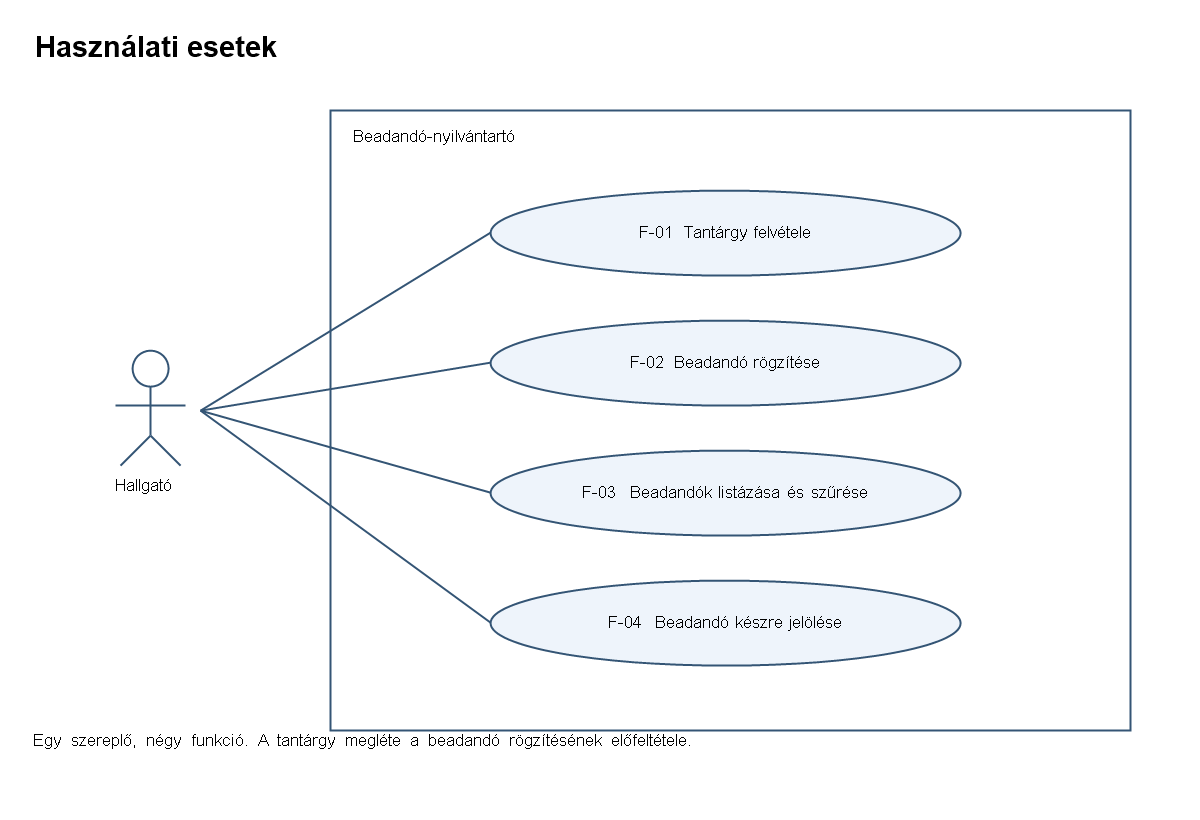 Használati esetek
Beadandó-nyilvántartó
F-01 Tantárgy felvétele
F-02 Beadandó rögzítése
F-03 Beadandók listázása és szűrése
F-04 Beadandó készre jelölése
Hallgató
Egy szereplő, négy funkció. A tantárgy megléte a beadandó rögzítésének előfeltétele.